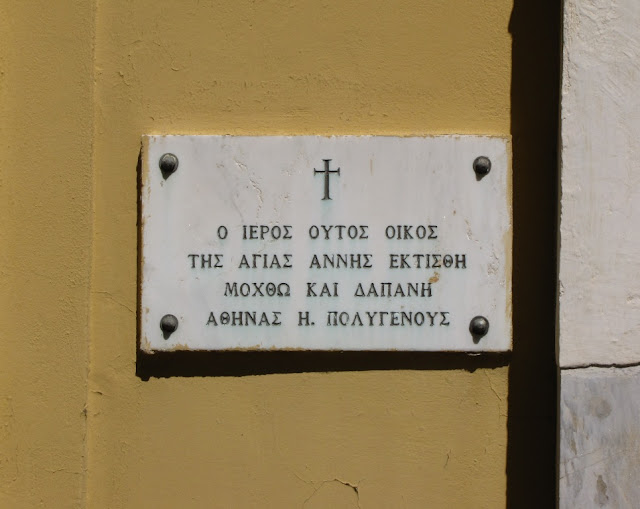 Ο ΙΕΡΟΣ ΟΥΤΟΣ ΟΙΚΟΣ
ΤΗΣ ΑΓΙΑΣ ΑΝΝΗΣ ΕΚΤΙΣΘΗ
ΜΟΧΘΩ ΚΑΙ ΔΑΠΑΝΗ
ΑΘΗΝΑΣ Η. ΠΟΛΥΓΕΝΟΥΣ